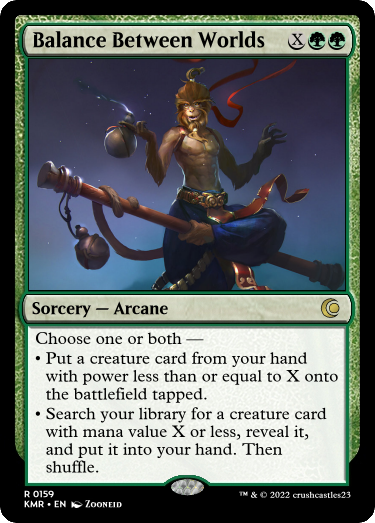 Balance Between Worlds X
Sorcery — Arcane
Choose one or both —
• Put a creature card from your hand
with power less than or equal to X onto
the battlefield tapped.
• Search your library for a creature card
with mana value X or less, reveal it,
and put it into your hand. Then
shuffle.
R 0159
KMR • EN ZOONEID
™ & © 2022 crushcastles23